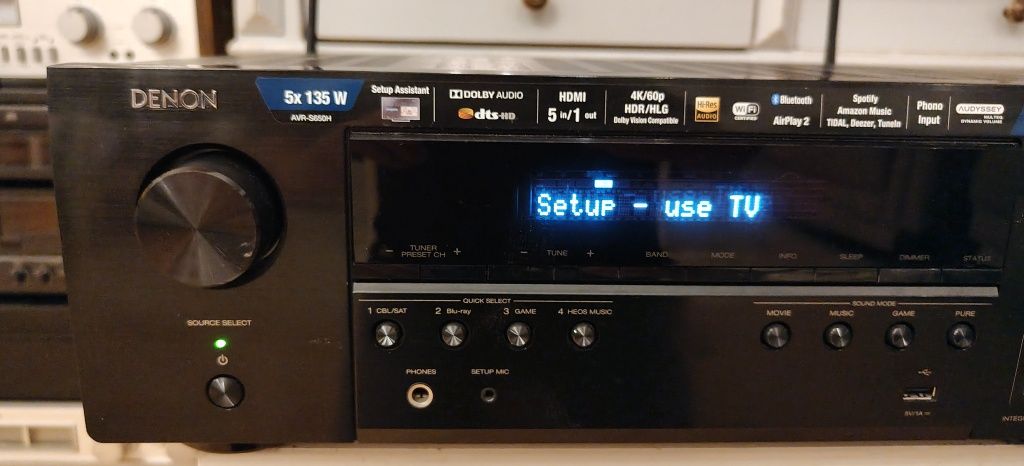 DENON
5x 135 W
AVR-S650H
Setup Assistant
DOLBY AUDIO
dts-HD
HDMI
5 in/1 out
4K/60p
HDR/HLG
Dolby Vision Compatible
Hi-Res
AUDIO
Wi Fi
CERTIFIED
Bluetooth
AirPlay 2
Spotify
Amazon Music
TIDAL, Deezer, TuneIn
Phono
Input
AUDYSSEY
MULTEQ
DYNAMIC VOLUME
Setup - use TV
- TUNER PRESET CH +
- TUNE +
BAND
MODE
INFO
SLEEP
DIMMER
STATUS
QUICK SELECT
1 CBL/SAT
2 Blu-ray
3 GAME
4 HEOS MUSIC
SOUND MODE
MOVIE
MUSIC
GAME
PURE
SOURCE SELECT
PHONES
SETUP MIC
5V/1A